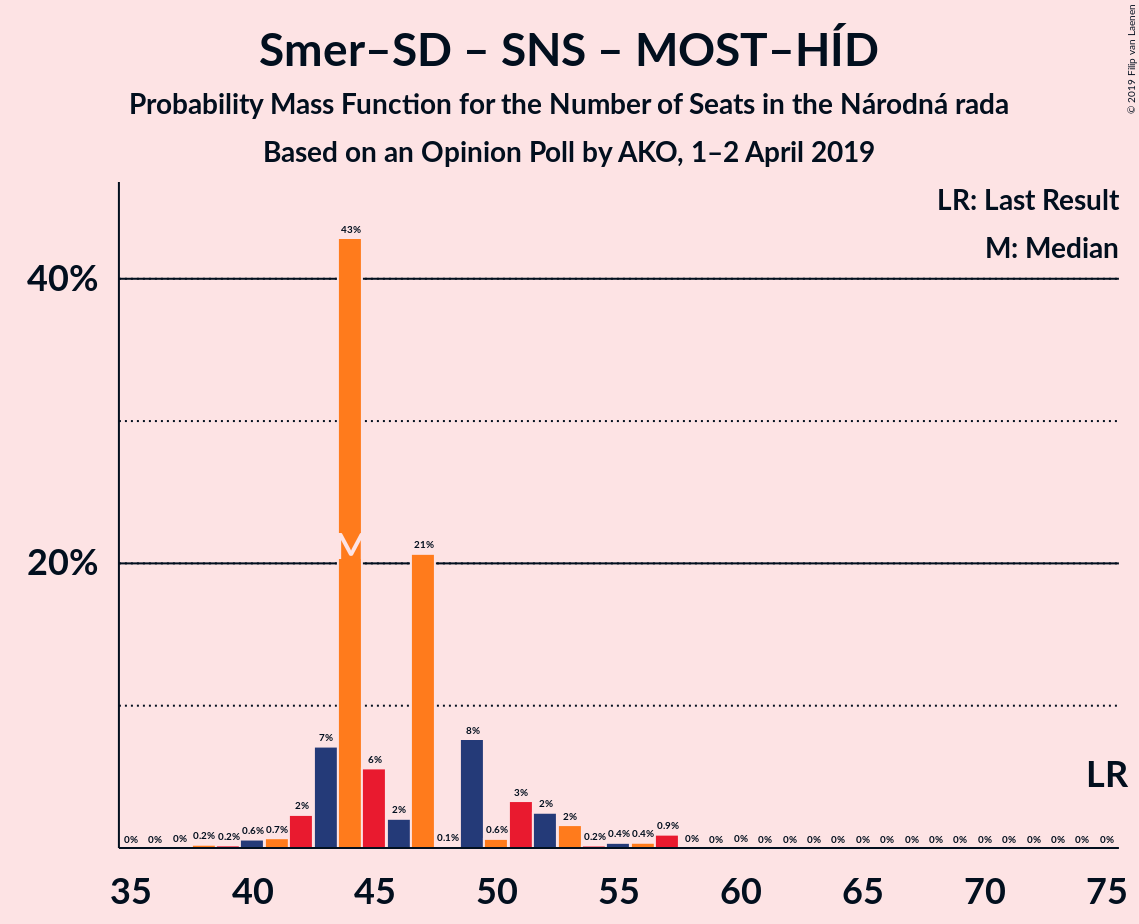 Smer–SD – SNS – MOST–HÍD
Probability Mass Function for the Number of Seats in the Národná rada
Based on an Opinion Poll by AKO, 1–2 April 2019
© 2019 Filip van Laenen
LR: Last Result
M: Median
40%
20%
0% 0% 0% 0.2% 0.2% 0.6% 0.7% 2% 7% 43% 6% 2% 21% 0.1% 8% 0.6% 3% 2% 2% 0.2% 0.4% 0.4% 0.9% 0% 0% 0% 0% 0% 0% 0% 0% 0% 0% 0% 0% 0% 0% 0% 0% 0% 0%
M
LR
35 40 45 50 55 60 65 70 75